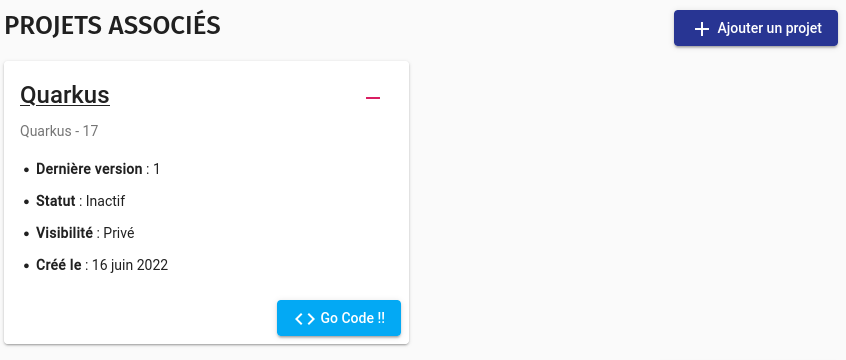 PROJETS ASSOCIÉS
Ajouter un projet
Quarkus
Quarkus - 17
• Dernière version : 1
• Statut : Inactif
• Visibilité : Privé
• Créé le : 16 juin 2022
<> Go Code !!